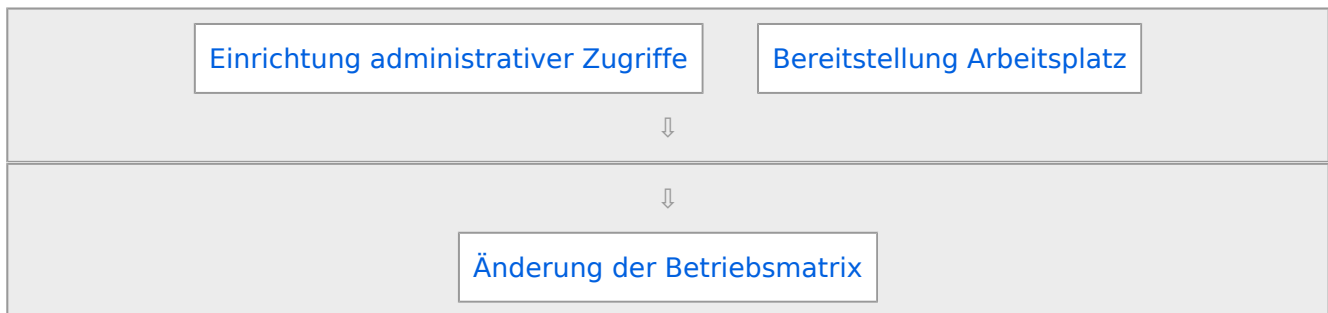 Einrichtung administrativer Zugriffe Bereitstellung Arbeitsplatz
⇩
⇩
Änderung der Betriebsmatrix